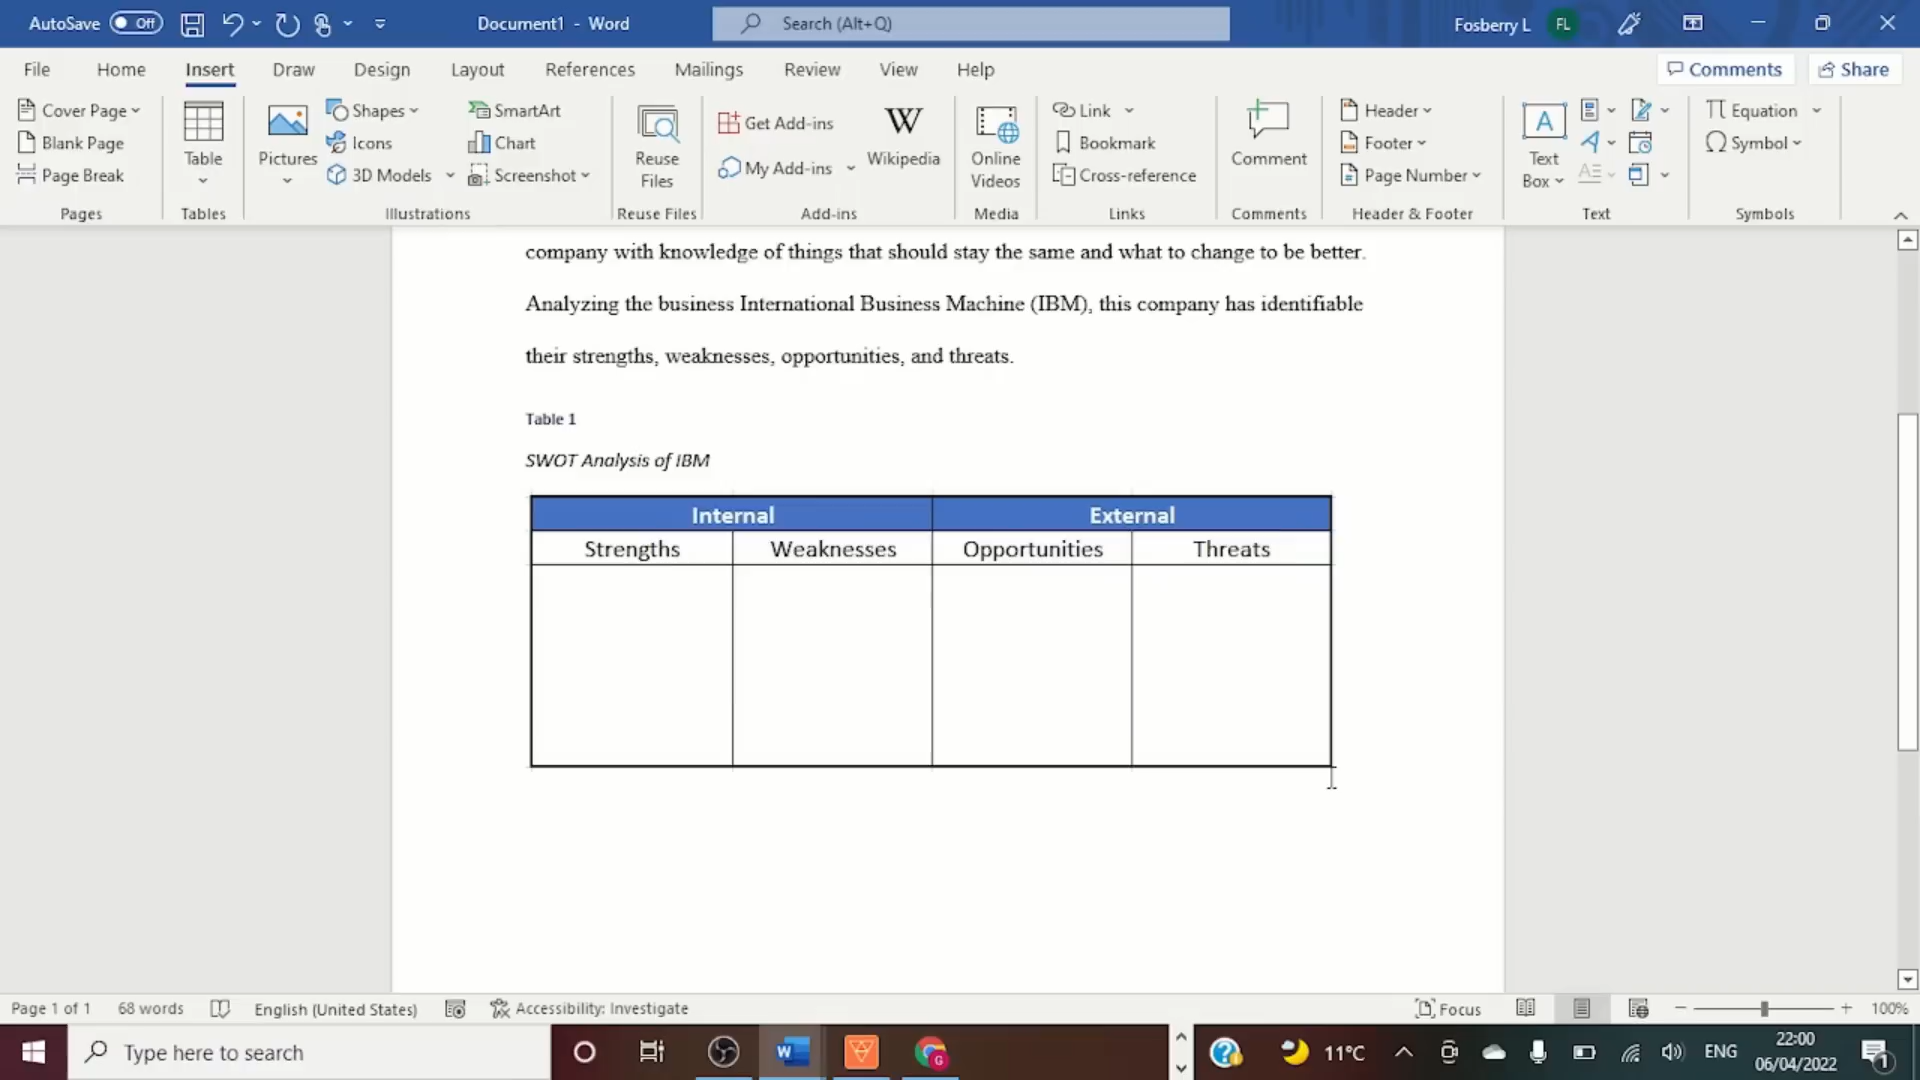 AutoSave Off Document1 - Word Search (Alt+Q) Fosberry L FL
File Home Insert Draw Design Layout References Mailings Review View Help Comments Share
Cover Page
Blank Page
Page Break
Pages
Table
Tables
Pictures
Shapes
Icons
3D Models
SmartArt
Chart
Screenshot
Illustrations
Reuse
Files
Reuse Files
Get Add-ins
My Add-ins
W
Wikipedia
Add-ins
Online
Videos
Media
Link
Bookmark
Cross-reference
Links
Comment
Comments
Header
Footer
Page Number
Header & Footer
A
Text
Box
Text
Equation
Symbol
Symbols
company with knowledge of things that should stay the same and what to change to be better.
Analyzing the business International Business Machine (IBM), this company has identifiable
their strengths, weaknesses, opportunities, and threats.
Table 1
SWOT Analysis of IBM
Internal External
Strengths Weaknesses Opportunities Threats
Page 1 of 1 68 words English (United States) Accessibility: Investigate Focus 100%
Type here to search 11°C ENG 22:00
06/04/2022
1